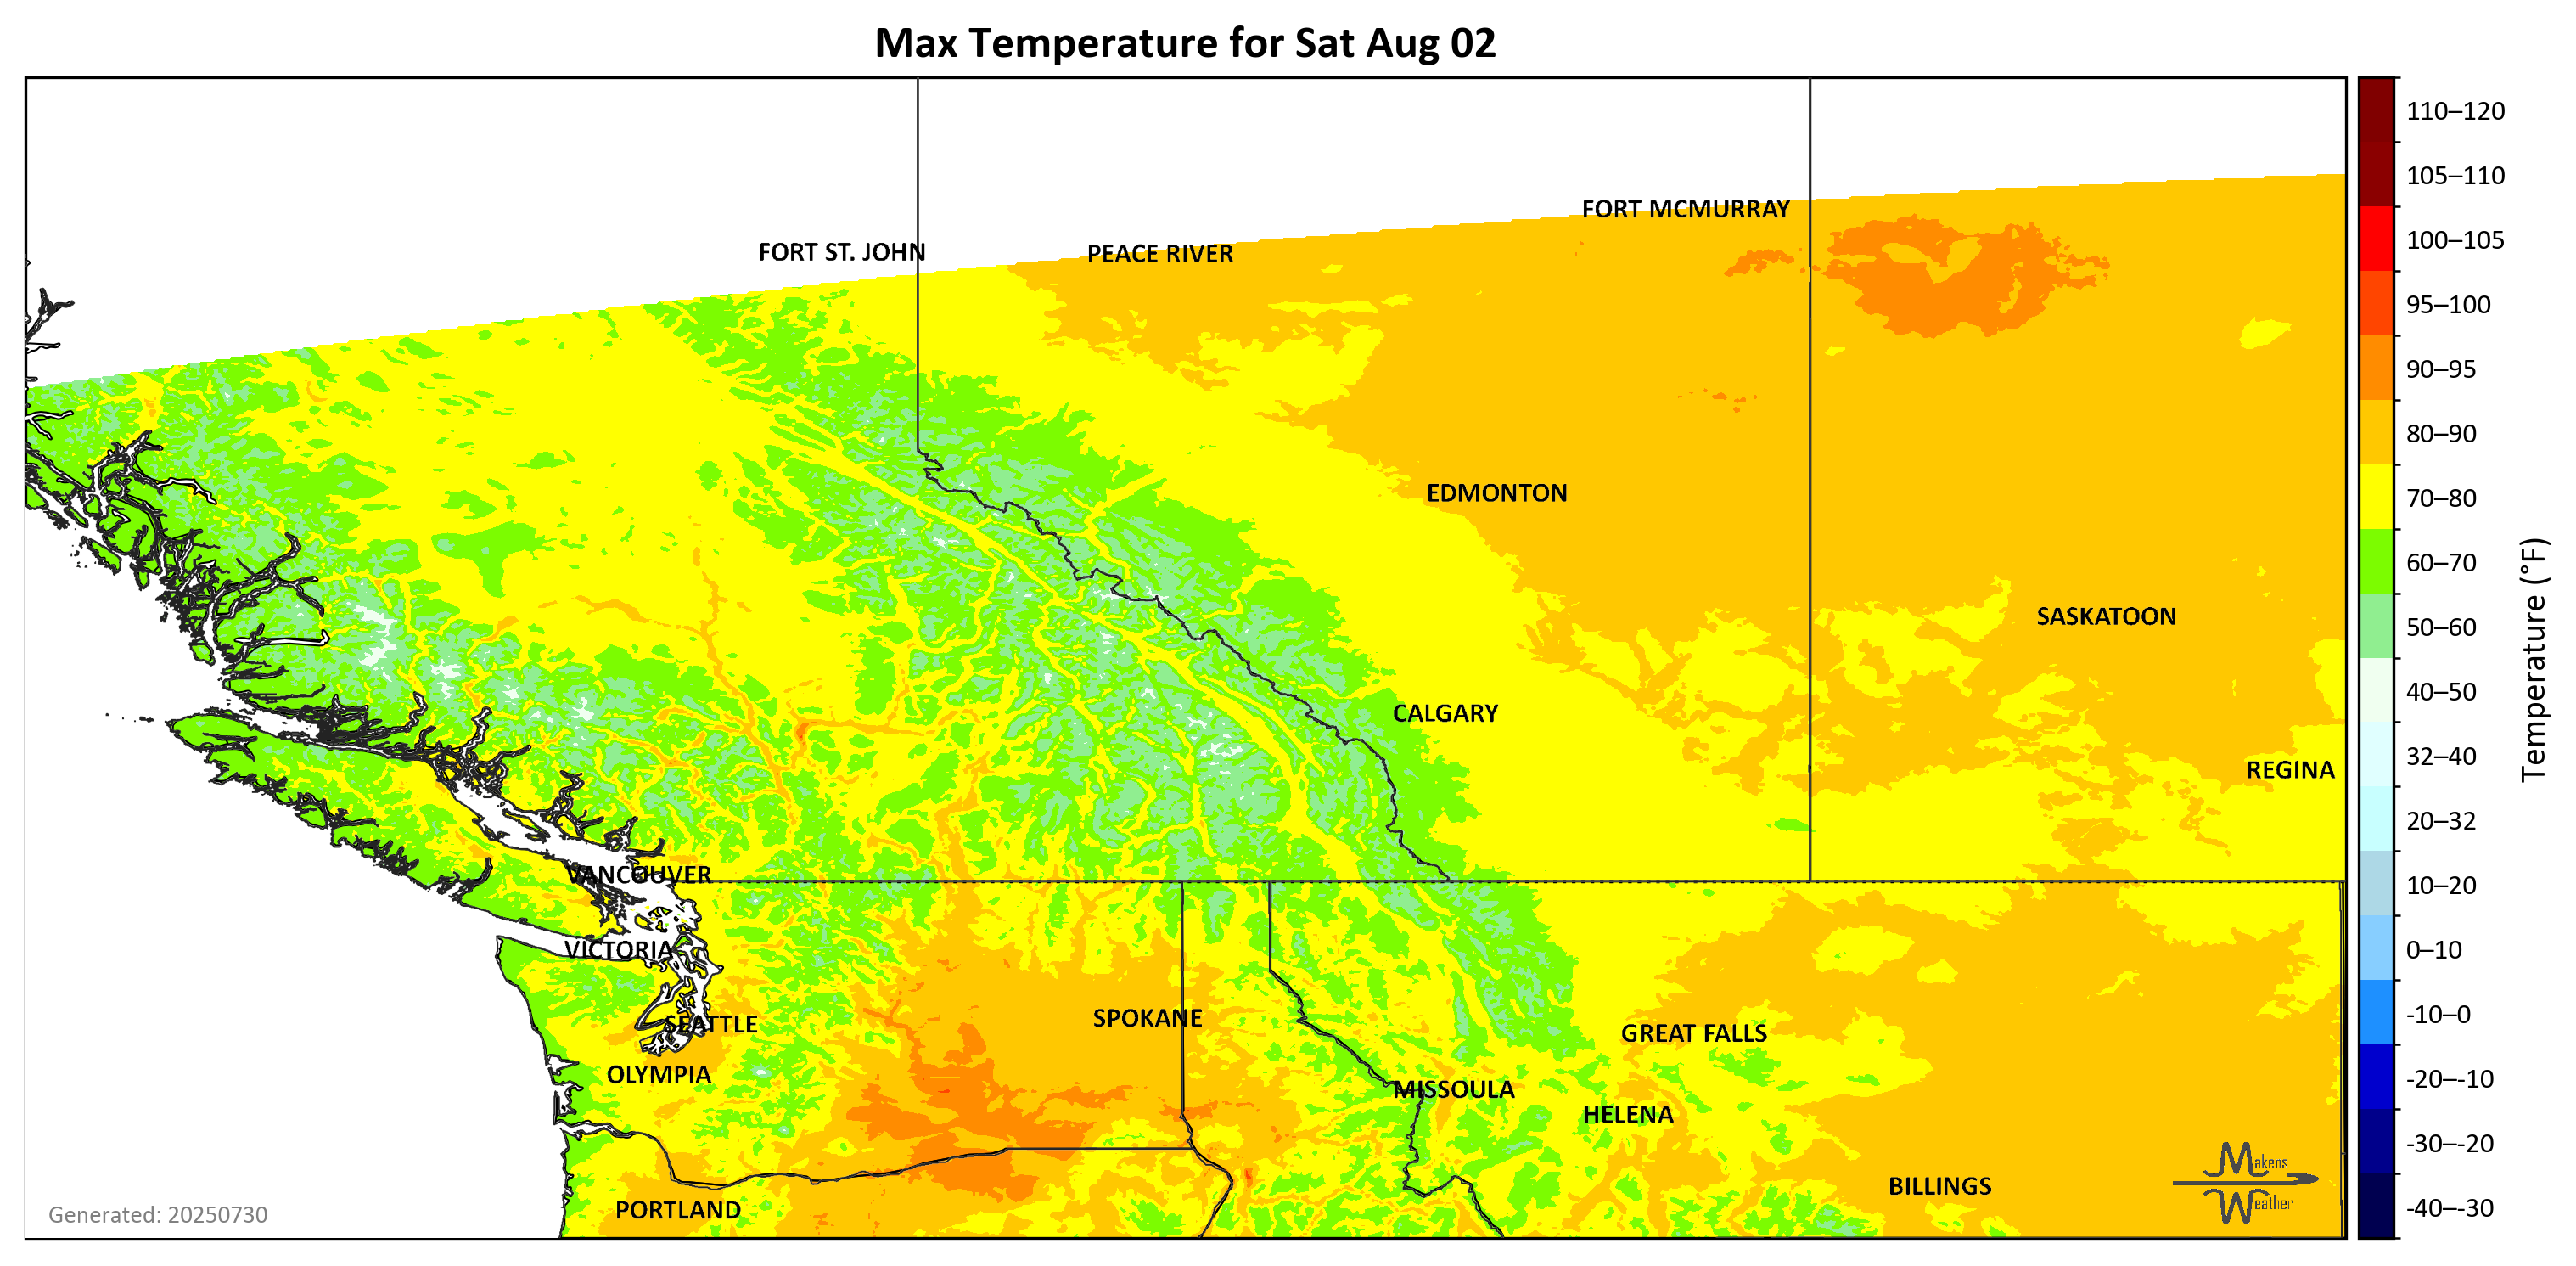 Max Temperature for Sat Aug 02
FORT MCMURRAY
FORT ST. JOHN
PEACE RIVER
EDMONTON
SASKATOON
CALGARY
REGINA
VANCOUVER
VICTORIA
SEATTLE
SPOKANE
GREAT FALLS
OLYMPIA
MISSOULA
HELENA
BILLINGS
PORTLAND
Makens
Weather
Generated: 20250730
110–120
105–110
100–105
95–100
90–95
80–90
70–80
60–70
50–60
40–50
32–40
20–32
10–20
0–10
-10–0
-20–-10
-30–-20
-40–-30
Temperature (°F)